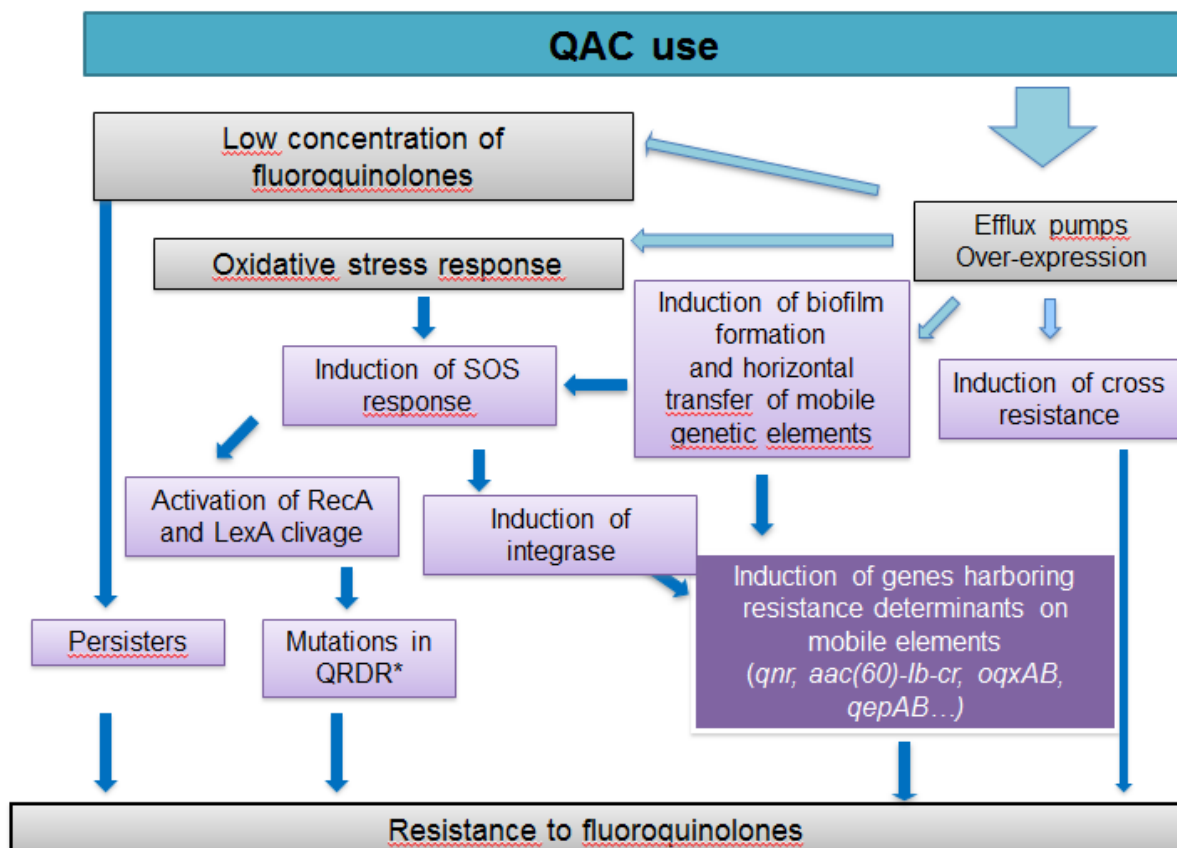 QAC use
Low concentration of
fluoroquinolones
Efflux pumps
Over-expression
Oxidative stress response
Induction of biofilm
formation
and horizontal
transfer of mobile
genetic elements
Induction of SOS
response
Induction of cross
resistance
Activation of RecA
and LexA clivage
Induction of
integrase
Induction of genes harboring
resistance determinants on
mobile elements
(qnr, aac(60)-Ib-cr, oqxAB,
qepAB…)
Persisters
Mutations in
QRDR*
Resistance to fluoroquinolones